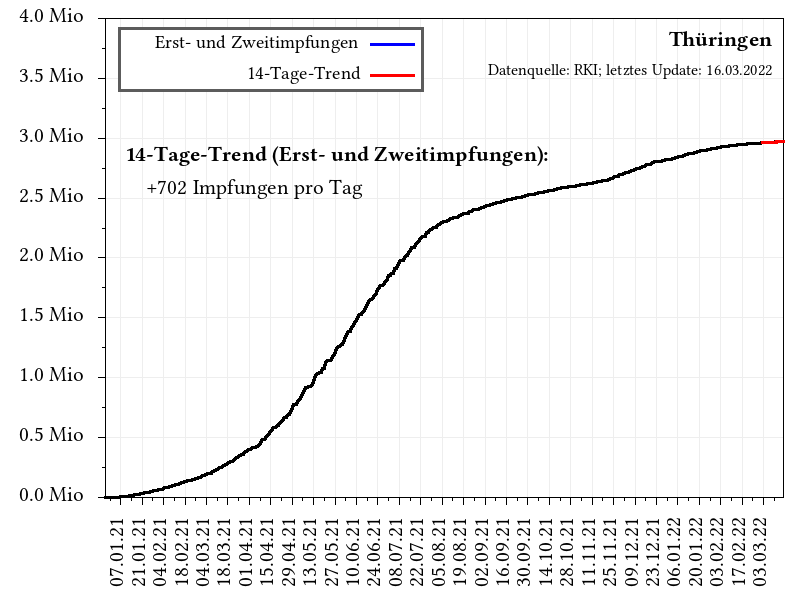 4.0 Mio
3.5 Mio
3.0 Mio
2.5 Mio
2.0 Mio
1.5 Mio
1.0 Mio
0.5 Mio
0.0 Mio
Erst- und Zweitimpfungen
14-Tage-Trend
Thüringen
Datenquelle: RKI; letztes Update: 16.03.2022
14-Tage-Trend (Erst- und Zweitimpfungen):
+702 Impfungen pro Tag
07.01.21
21.01.21
04.02.21
18.02.21
04.03.21
18.03.21
01.04.21
15.04.21
29.04.21
13.05.21
27.05.21
10.06.21
24.06.21
08.07.21
22.07.21
05.08.21
19.08.21
02.09.21
16.09.21
30.09.21
14.10.21
28.10.21
11.11.21
25.11.21
09.12.21
23.12.21
06.01.22
20.01.22
03.02.22
17.02.22
03.03.22